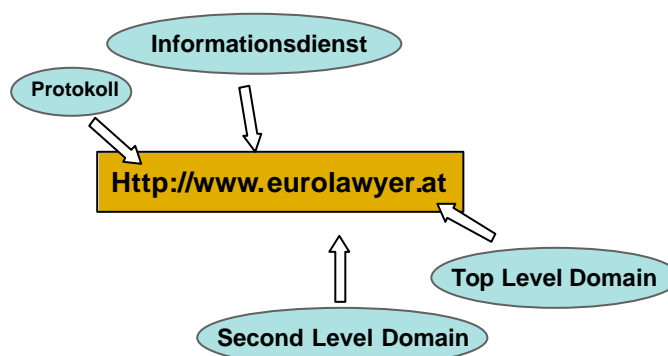 Informationsdienst
Protokoll
Http://www.eurolawyer.at
Top Level Domain
Second Level Domain